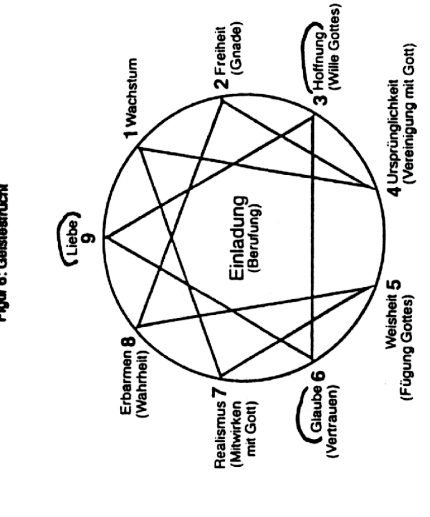 Figur 6: Geistesfrucht
(Liebe)
9
1 Wachstum
2 Freiheit
(Gnade)
3 Hoffnung
(Wille Gottes)
4 Ursprünglichkeit
(Vereinigung mit Gott)
Weisheit 5
(Fügung Gottes)
Glaube 6
(Vertrauen)
Realismus 7
(Mitwirken
mit Gott)
Erbarmen 8
(Wahrheit)
Einladung
(Berufung)